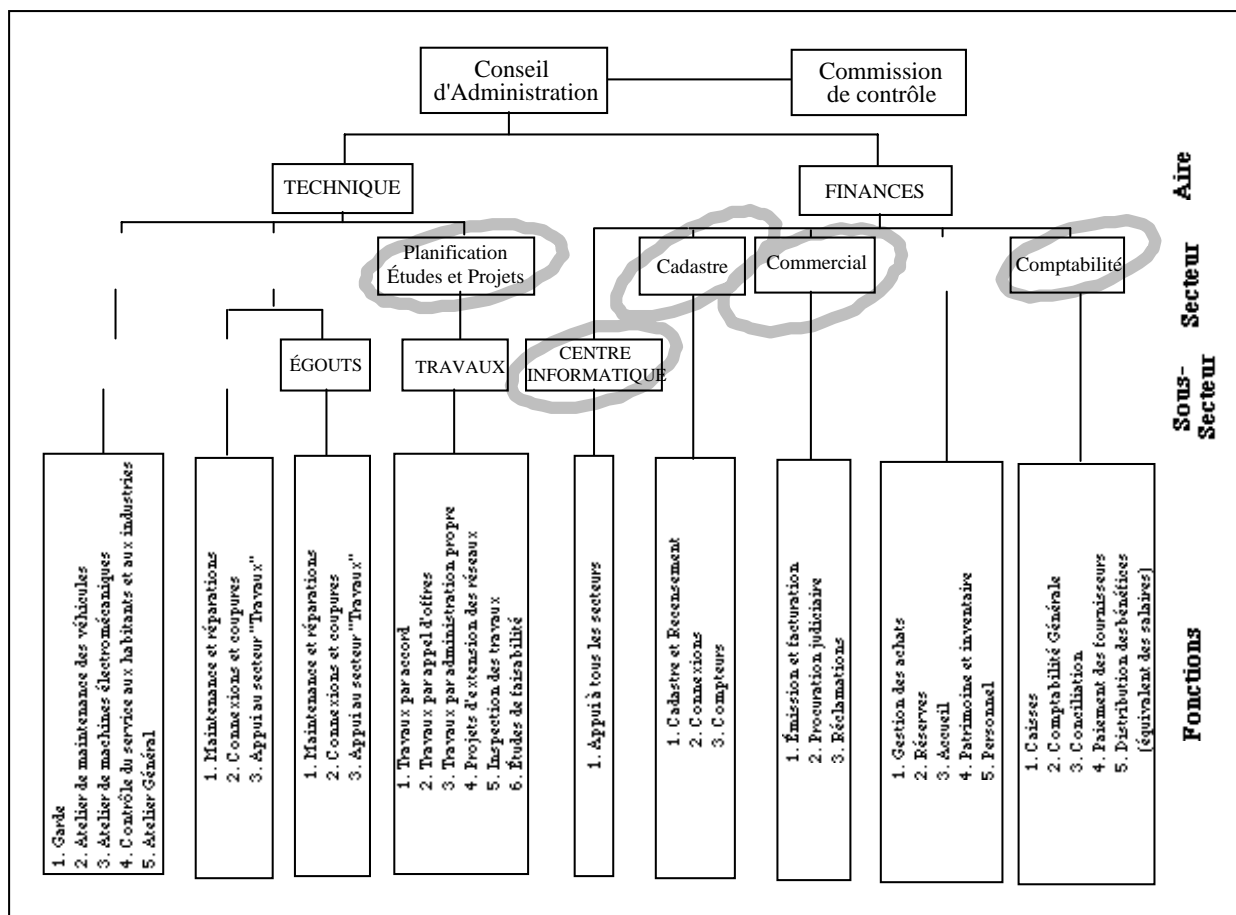 Conseil
d'Administration
Commission
de contrôle
TECHNIQUE
FINANCES
Aire
Planification
Études et Projets
Cadastre
Commercial
Comptabilité
Secteur
ÉGOUTS
TRAVAUX
CENTRE
INFORMATIQUE
Sous-
Secteur
1. Garde
2. Atelier de maintenance des véhicules
3. Atelier de machines électromécaniques
4. Contrôle du service aux habitants et aux industries
5. Atelier Général
1. Maintenance et réparations
2. Connexions et coupures
3. Appui au secteur "Travaux"
1. Maintenance et réparations
2. Connexions et coupures
3. Appui au secteur "Travaux"
1. Travaux par accord
2. Travaux par appel d'offres
3. Travaux par administration propre
4. Projets d'extension des réseaux
5. Inspection des travaux
6. Études de faisabilité
1. Appui à tous les secteurs
1. Cadastre et Recensement
2. Connexions
3. Compteurs
1. Émission et facturation
2. Procuration judiciaire
3. Réclamations
1. Gestion des achats
2. Réserves
3. Accueil
4. Patrimoine et inventaire
5. Personnel
1. Caisses
2. Comptabilité Générale
3. Conciliation
4. Paiement des fournisseurs
5. Distribution des bénéfices
(équivalent des salaires)
Fonctions